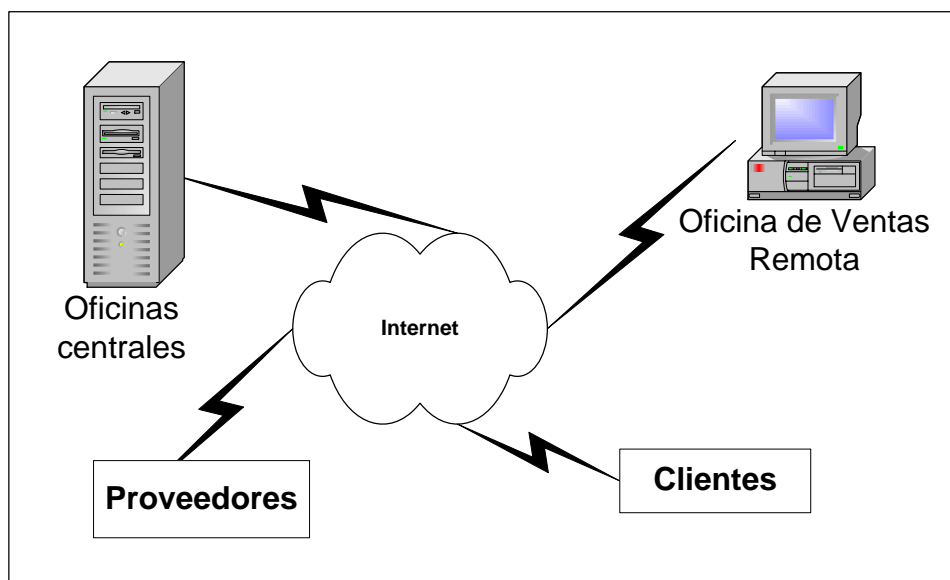 Oficinas
centrales
Oficina de Ventas
Remota
Internet
Proveedores
Clientes